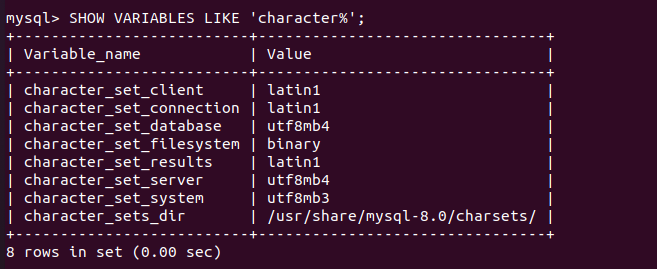 mysql> SHOW VARIABLES LIKE 'character%';
+--------------------------+--------------------------------+
| Variable_name            | Value                          |
+--------------------------+--------------------------------+
| character_set_client     | latin1                         |
| character_set_connection | latin1                         |
| character_set_database   | utf8mb4                        |
| character_set_filesystem | binary                         |
| character_set_results    | latin1                         |
| character_set_server     | utf8mb4                        |
| character_set_system     | utf8mb3                        |
| character_sets_dir       | /usr/share/mysql-8.0/charsets/ |
+--------------------------+--------------------------------+
8 rows in set (0.00 sec)